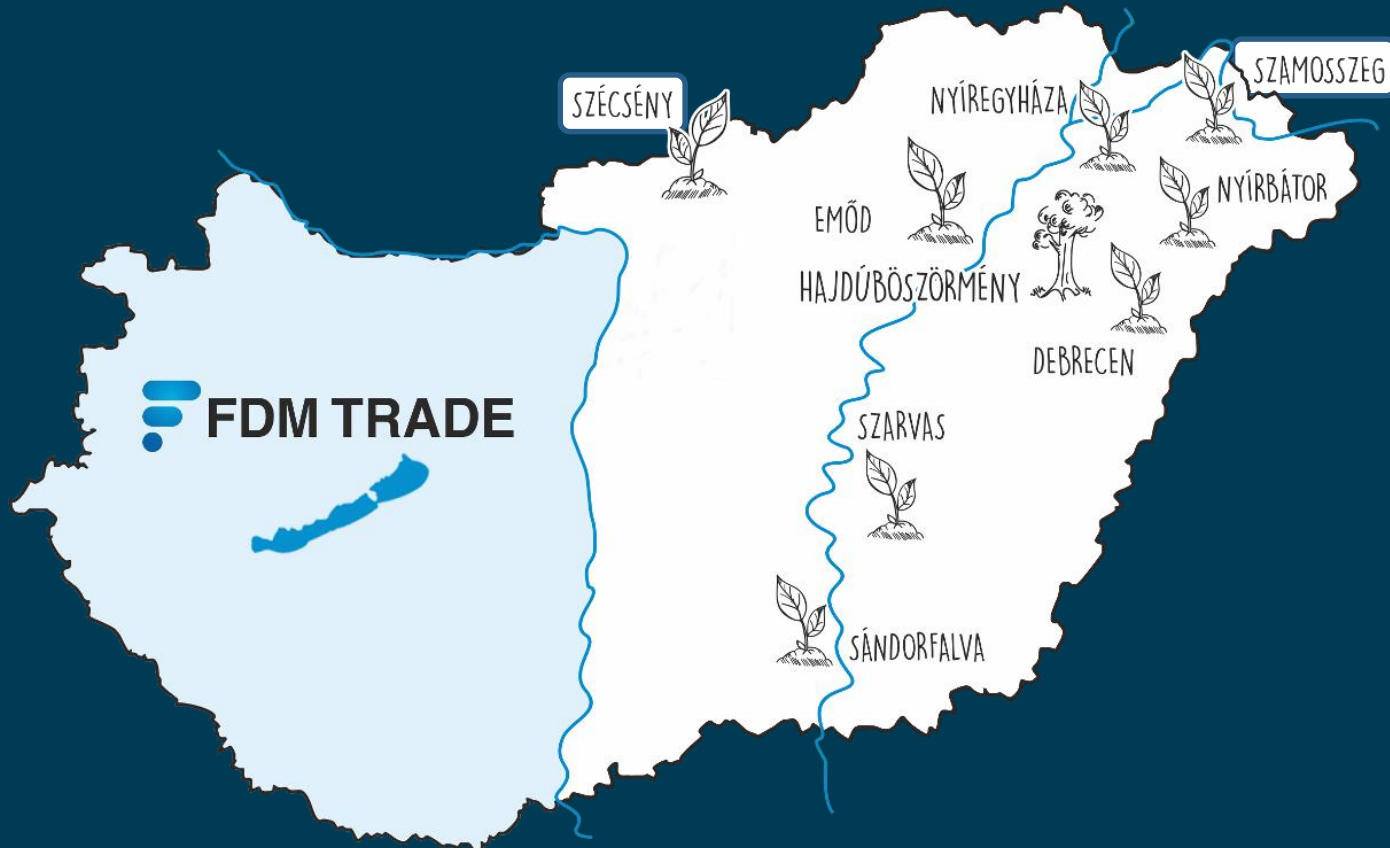 SZÉCSÉNY
SZAMOSSZEG
NYÍREGYHÁZA
NYÍRBÁTOR
EMŐD
HAJDÚBÖSZÖRMÉNY
DEBRECEN
FDM TRADE
SZARVAS
SÁNDORFALVA